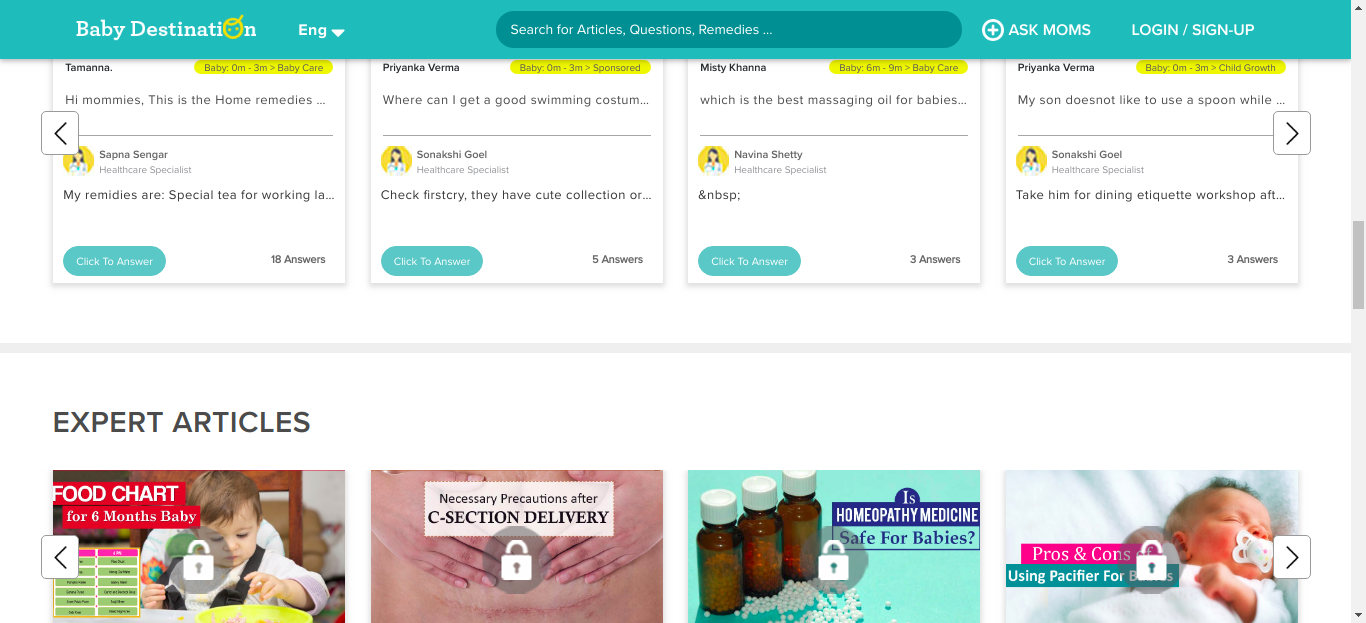 Baby Destination
Eng
Search for Articles, Questions, Remedies ...
ASK MOMS
LOGIN / SIGN-UP
Tamanna.
Baby: 0m - 3m > Baby Care
Hi mommies, This is the Home remedies ...
Sapna Sengar
Healthcare Specialist
My remidies are: Special tea for working la...
Click To Answer
18 Answers
Priyanka Verma
Baby: 0m - 3m > Sponsored
Where can I get a good swimming costum...
Sonakshi Goel
Healthcare Specialist
Check firstcry, they have cute collection or...
Click To Answer
5 Answers
Misty Khanna
Baby: 6m - 9m > Baby Care
which is the best massaging oil for babies...
Navina Shetty
Healthcare Specialist
&nbsp;
Click To Answer
3 Answers
Priyanka Verma
Baby: 0m - 3m > Child Growth
My son doesnot like to use a spoon while ...
Sonakshi Goel
Healthcare Specialist
Take him for dining etiquette workshop aft...
Click To Answer
3 Answers
EXPERT ARTICLES
FOOD CHART
for 6 Months Baby
Necessary Precautions after
C-SECTION DELIVERY
Is
HOMEOPATHY MEDICINE
Safe For Babies?
Pros & Cons
Using Pacifier For Babies